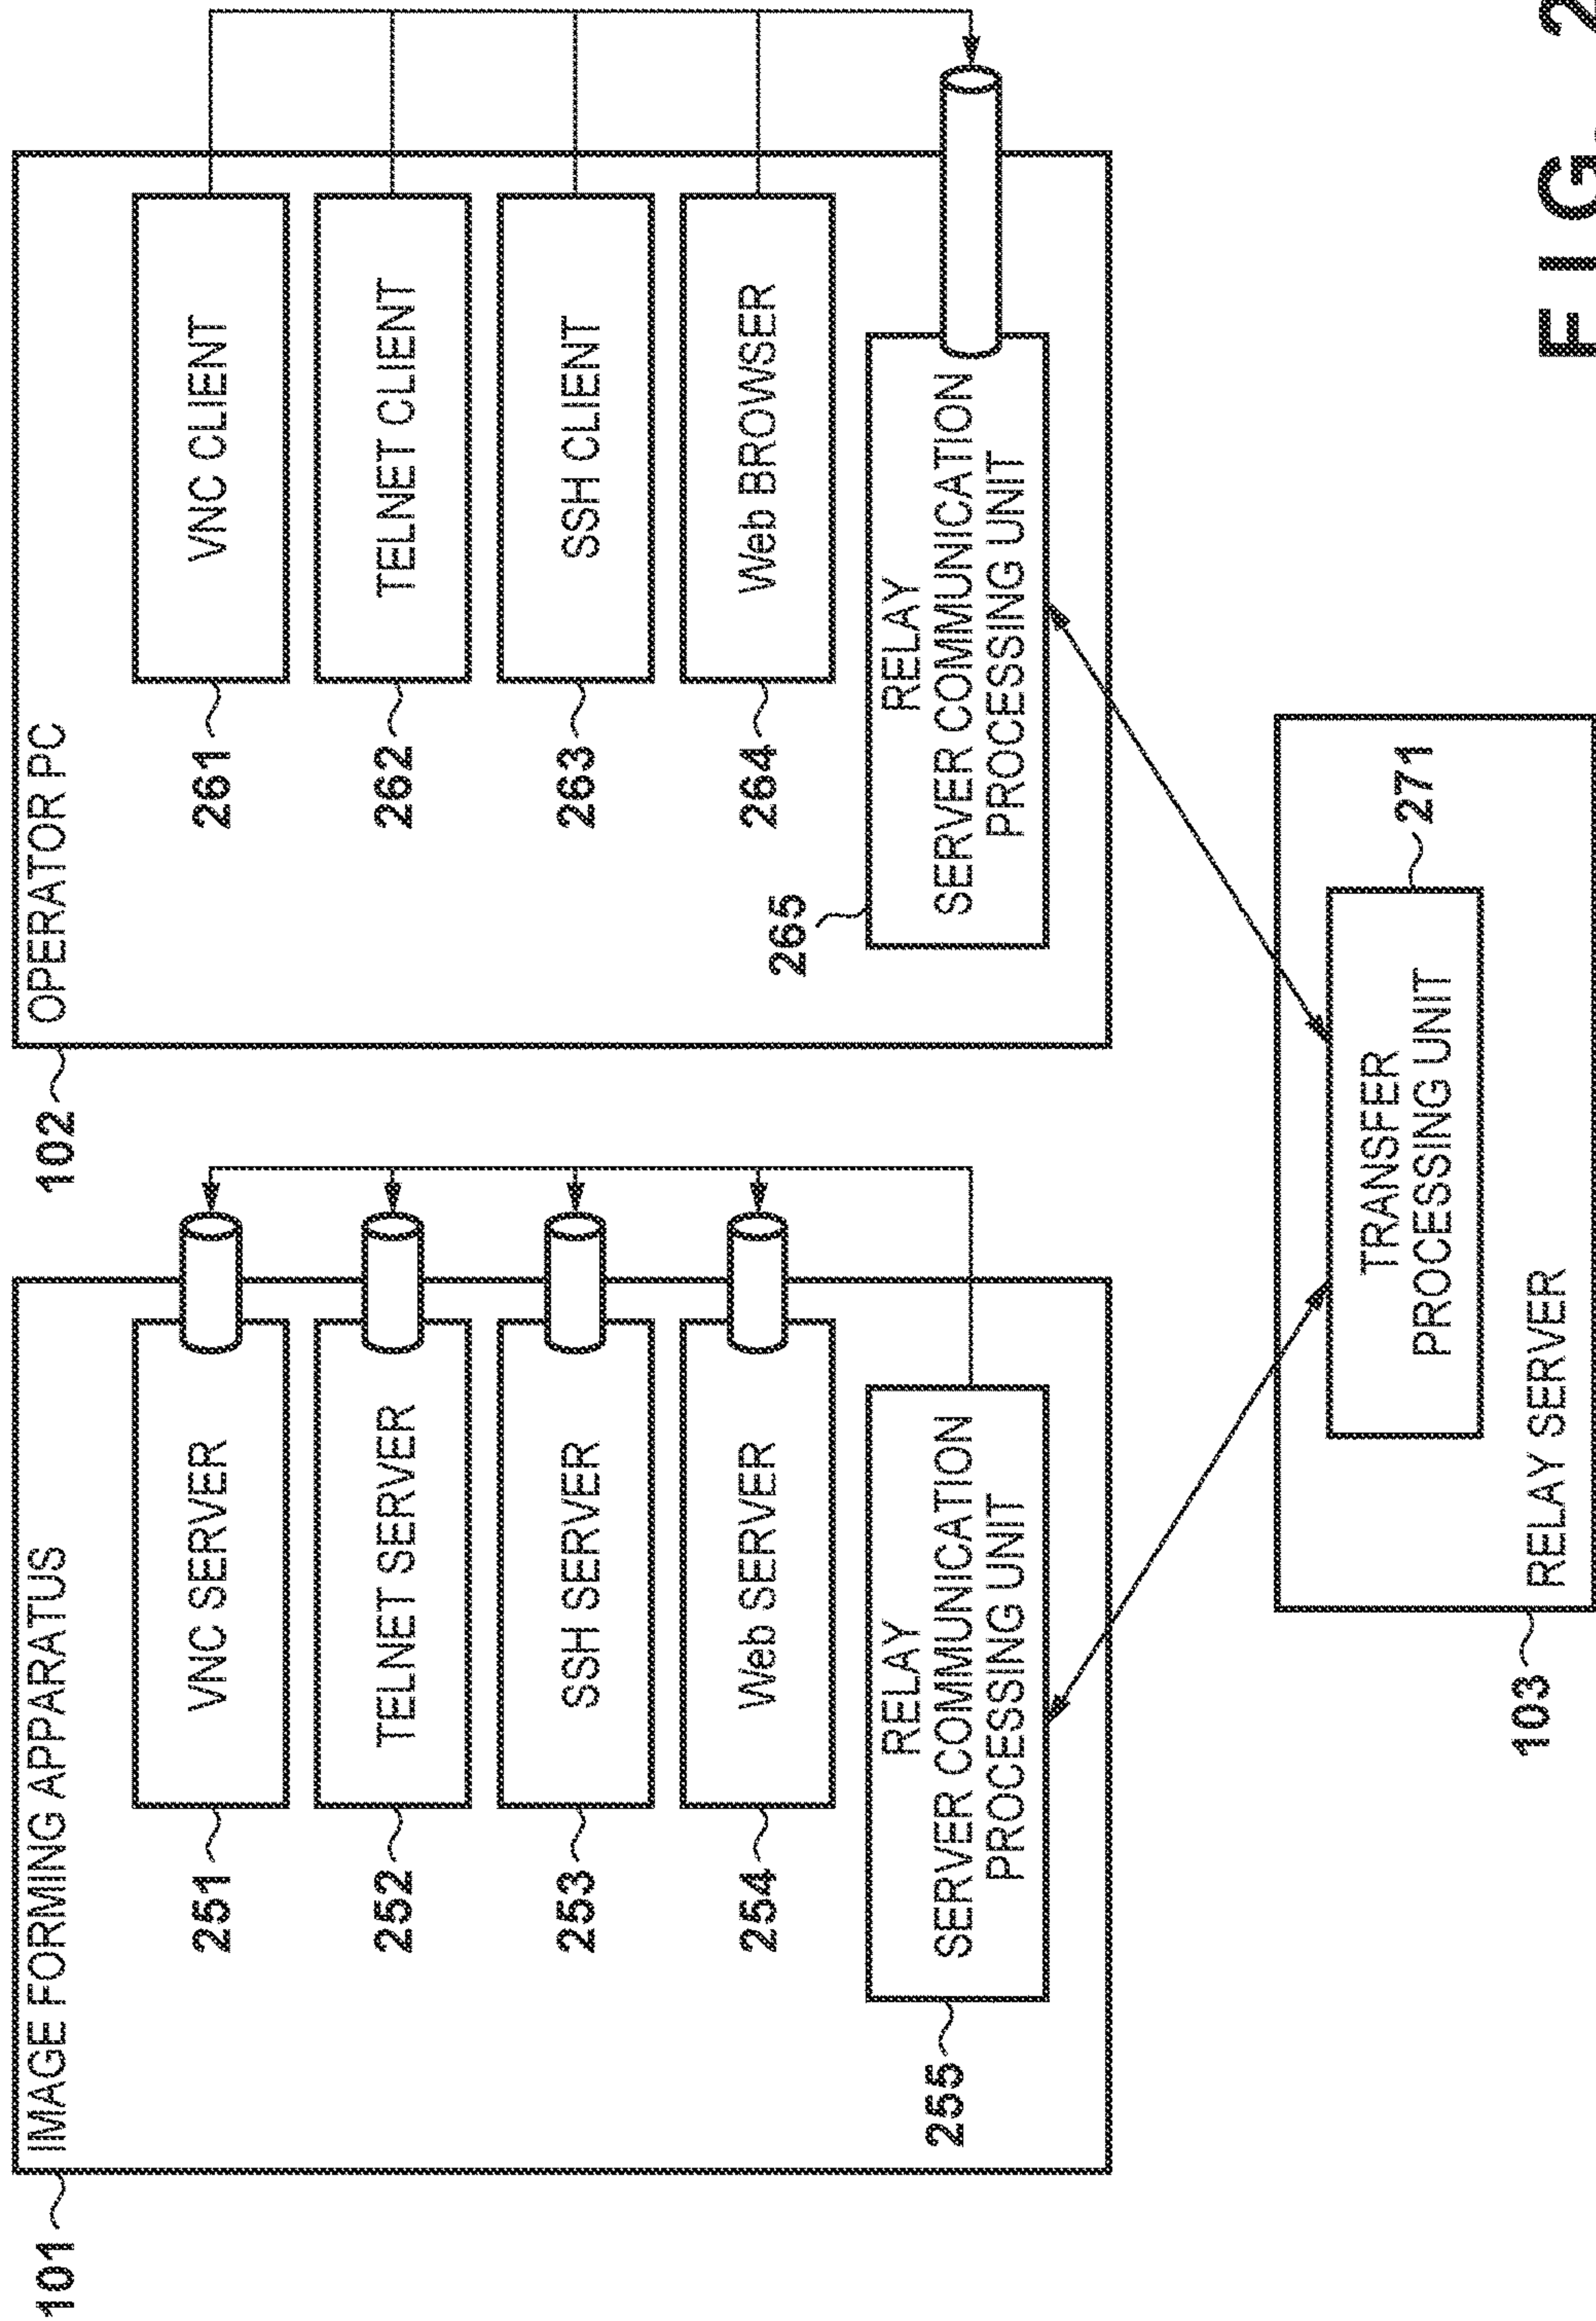 101
IMAGE FORMING APPARATUS
251
VNC SERVER
252
TELNET SERVER
253
SSH SERVER
254
Web SERVER
255
RELAY
SERVER COMMUNICATION
PROCESSING UNIT
102
OPERATOR PC
261
VNC CLIENT
262
TELNET CLIENT
263
SSH CLIENT
264
Web BROWSER
265
RELAY
SERVER COMMUNICATION
PROCESSING UNIT
271
TRANSFER
PROCESSING UNIT
103
RELAY SERVER
FIG. 2